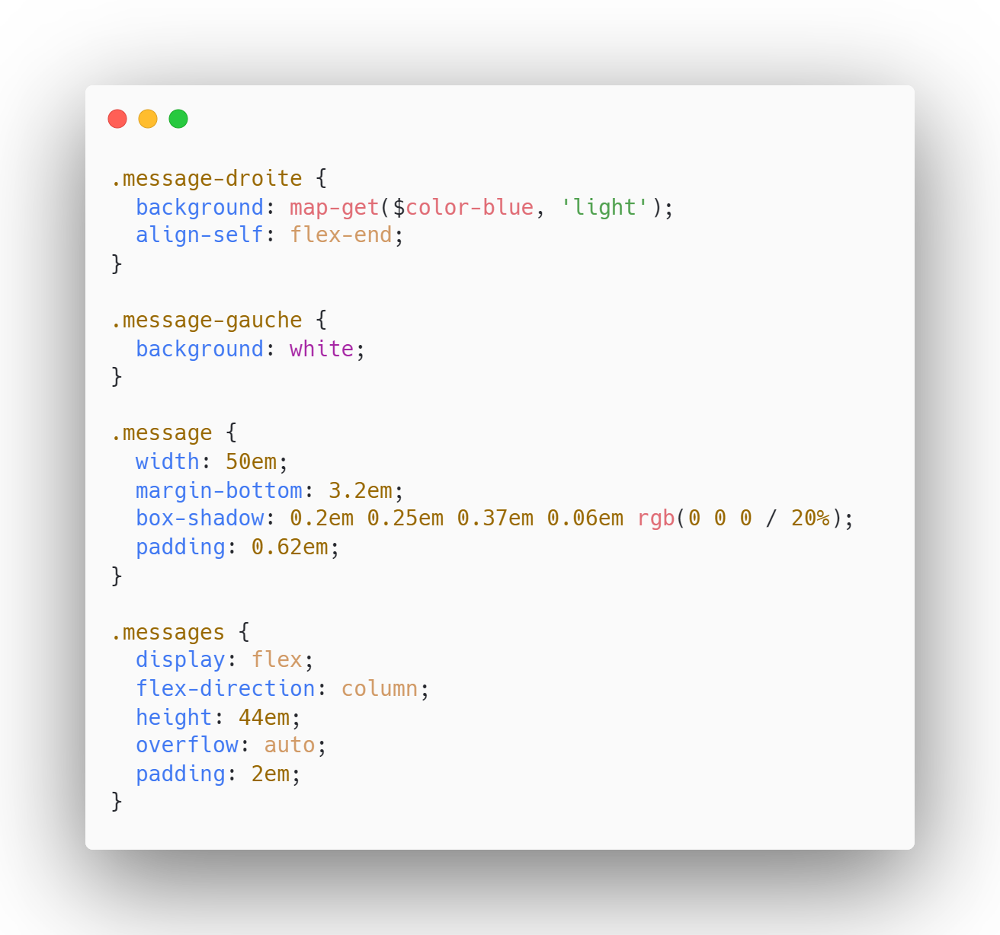 .message-droite {
  background: map-get($color-blue, 'light');
  align-self: flex-end;
}

.message-gauche {
  background: white;
}

.message {
  width: 50em;
  margin-bottom: 3.2em;
  box-shadow: 0.2em 0.25em 0.37em 0.06em rgb(0 0 0 / 20%);
  padding: 0.62em;
}

.messages {
  display: flex;
  flex-direction: column;
  height: 44em;
  overflow: auto;
  padding: 2em;
}